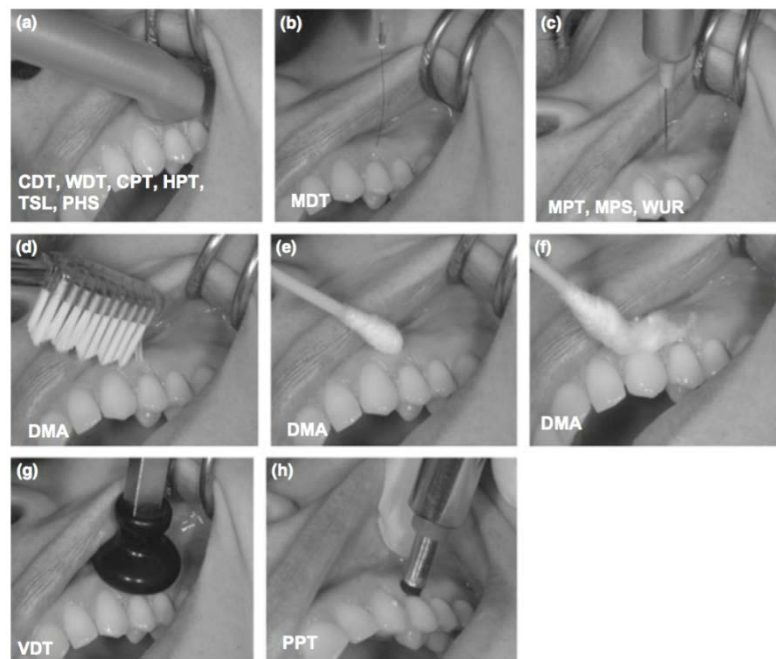 (a)
CDT, WDT, CPT, HPT,
TSL, PHS
(b)
MDT
(c)
MPT, MPS, WUR
(d)
DMA
(e)
DMA
(f)
DMA
(g)
VDT
(h)
PPT